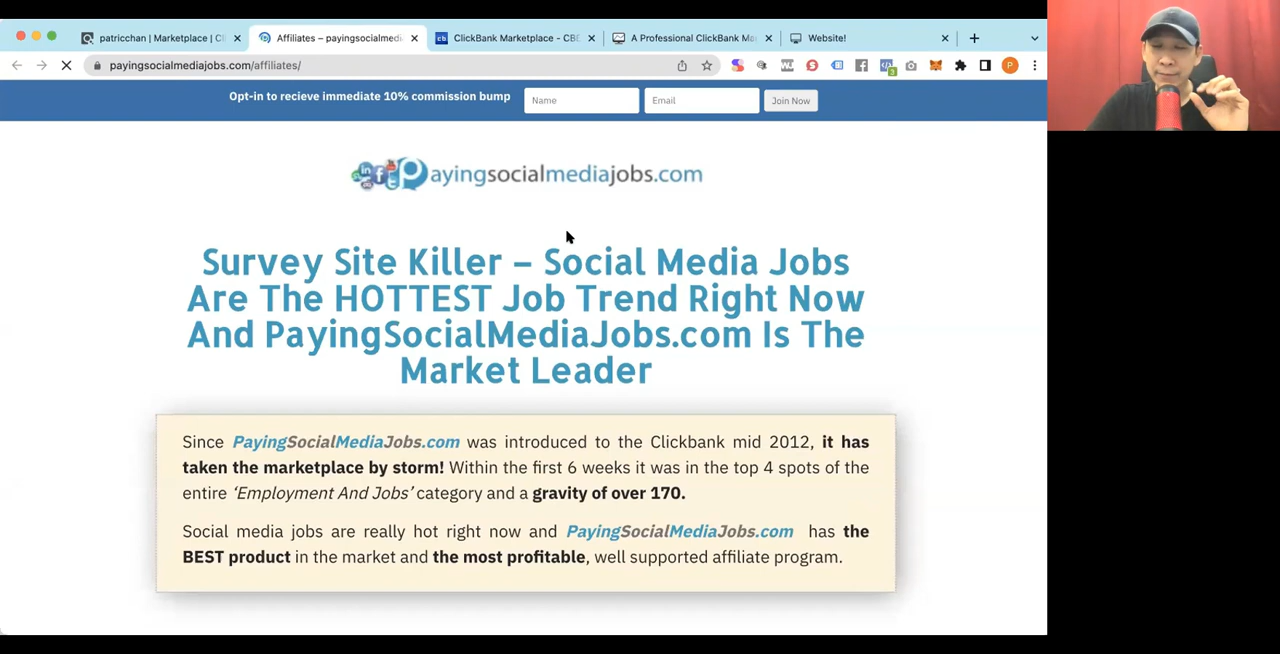 patricchan | Marketplace | C
Affiliates – payingsocialmedi
ClickBank Marketplace - CBE
A Professional ClickBank Ma
Website!
payingsocialmediajobs.com/affiliates/
Opt-in to recieve immediate 10% commission bump
Name
Email
Join Now
payingsocialmediajobs.com
Survey Site Killer – Social Media Jobs
Are The HOTTEST Job Trend Right Now
And PayingSocialMediaJobs.com Is The
Market Leader
Since PayingSocialMediaJobs.com was introduced to the Clickbank mid 2012, it has
taken the marketplace by storm! Within the first 6 weeks it was in the top 4 spots of the
entire ‘Employment And Jobs’ category and a gravity of over 170.
Social media jobs are really hot right now and PayingSocialMediaJobs.com has the
BEST product in the market and the most profitable, well supported affiliate program.